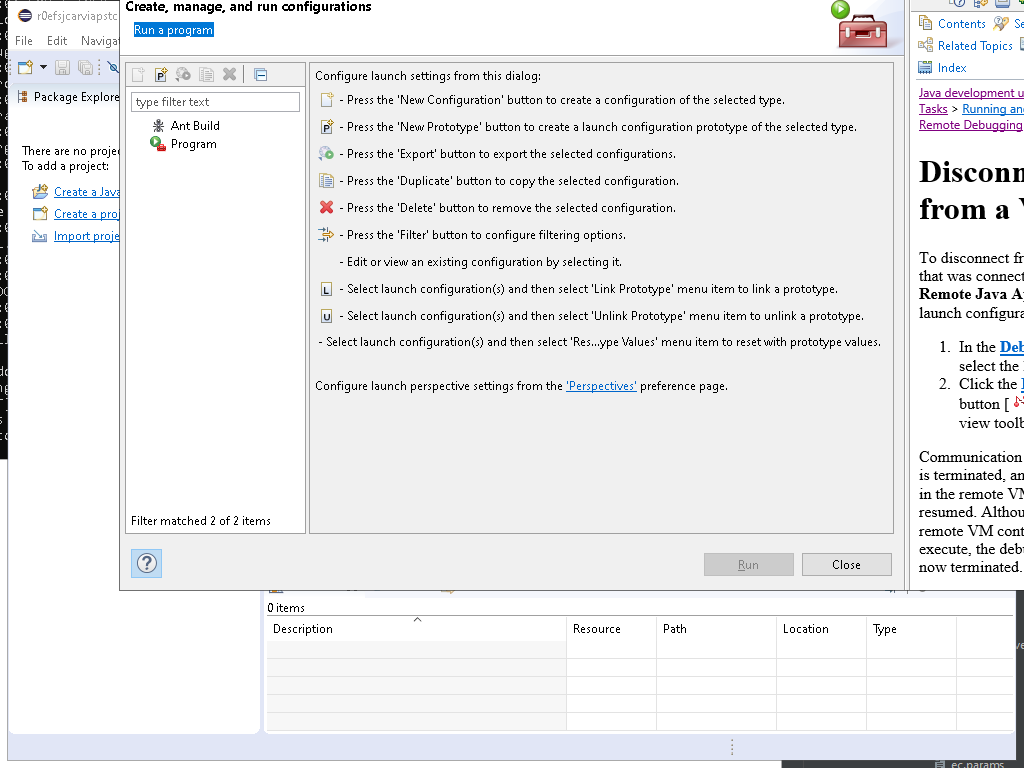 r0efsjcarviapstc
File Edit Naviga
Package Explore
There are no proje
To add a project:
Create a Java
Create a proj
Import proje
Create, manage, and run configurations
Run a program
type filter text
Ant Build
Program
Filter matched 2 of 2 items
Configure launch settings from this dialog:
- Press the 'New Configuration' button to create a configuration of the selected type.
- Press the 'New Prototype' button to create a launch configuration prototype of the selected type.
- Press the 'Export' button to export the selected configurations.
- Press the 'Duplicate' button to copy the selected configuration.
- Press the 'Delete' button to remove the selected configuration.
- Press the 'Filter' button to configure filtering options.
- Edit or view an existing configuration by selecting it.
L - Select launch configuration(s) and then select 'Link Prototype' menu item to link a prototype.
U - Select launch configuration(s) and then select 'Unlink Prototype' menu item to unlink a prototype.
- Select launch configuration(s) and then select 'Res...ype Values' menu item to reset with prototype values.
Configure launch perspective settings from the 'Perspectives' preference page.
Run Close
Contents Se
Related Topics
Index
Java development u
Tasks > Running an
Remote Debugging
Disconn
from a V
To disconnect fr
that was connect
Remote Java Ap
launch configura
1. In the Deb
select the
2. Click the
button [
view toolb
Communication
is terminated, an
in the remote VM
resumed. Althou
remote VM cont
execute, the debu
now terminated.
0 items
Description Resource Path Location Type
ec.params